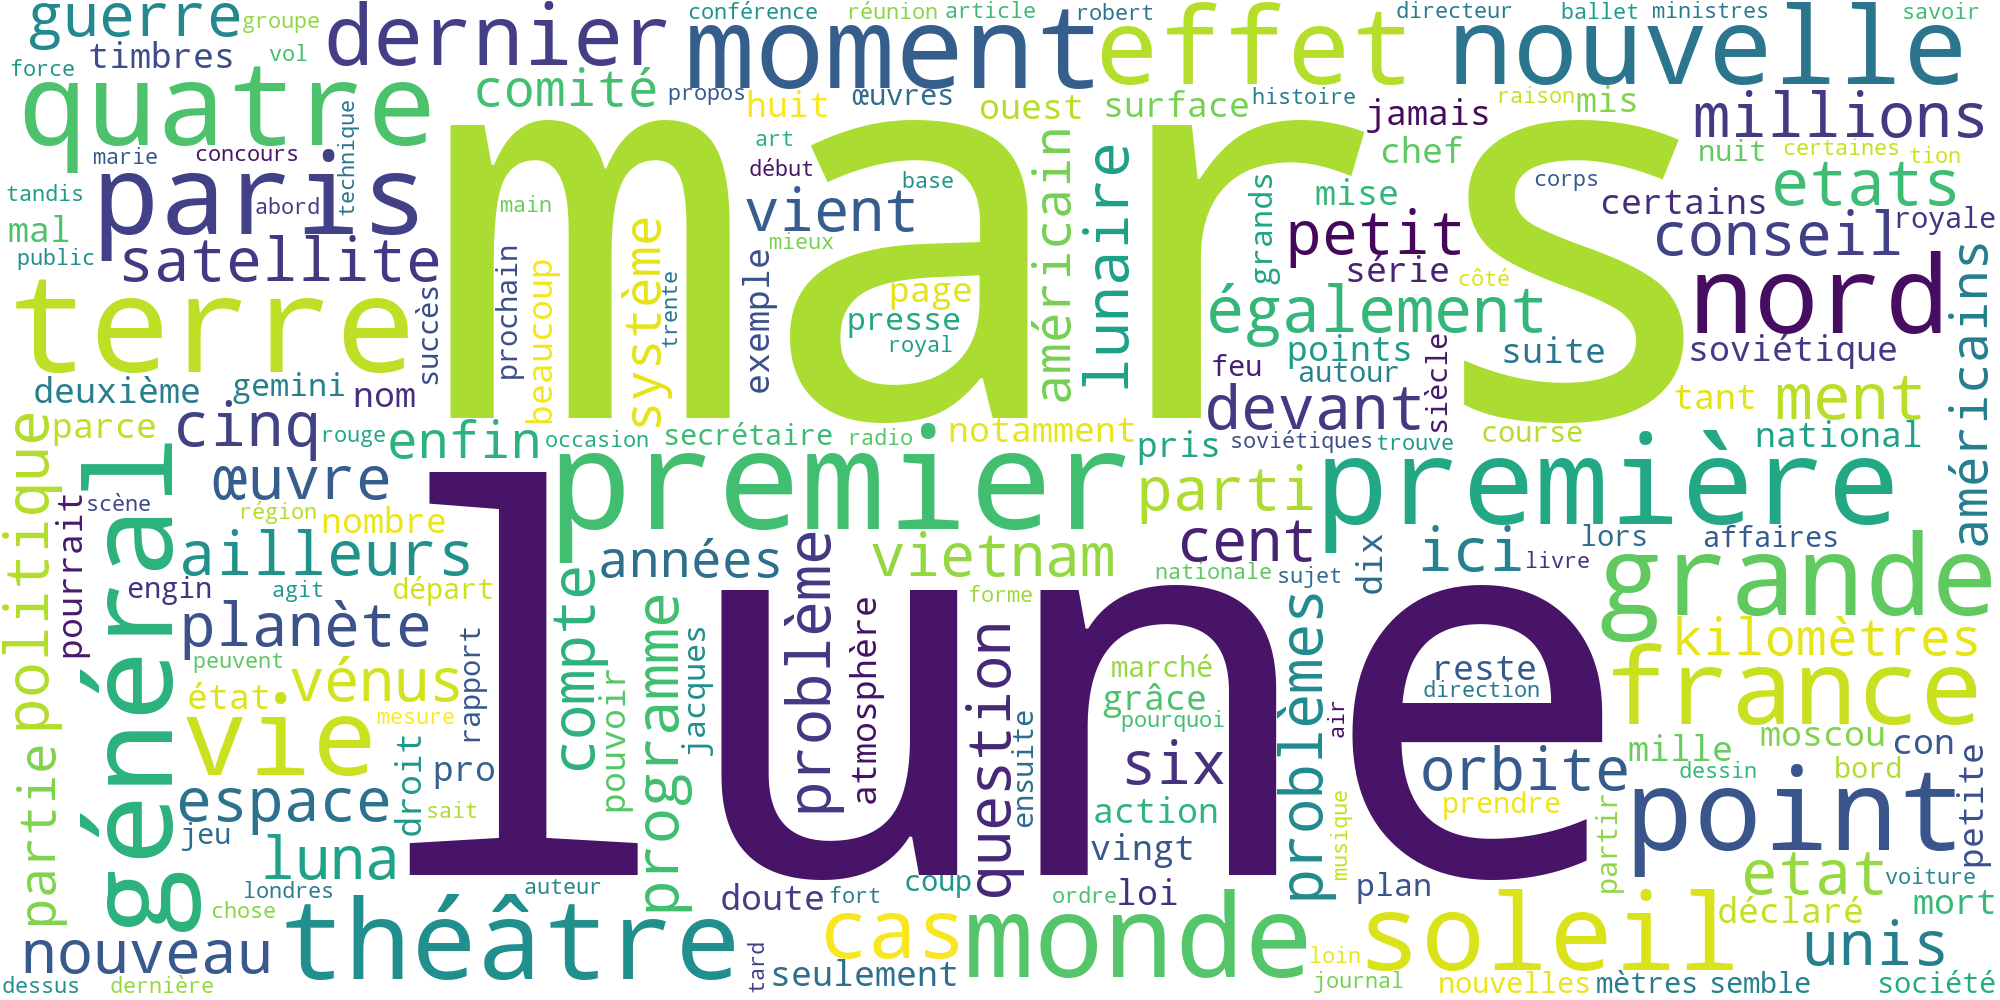 guerre groupe dernier conférence réunion article robert directeur ballet ministres savoir
timbres vol moment effet nouvelle
force quatre comité propos huit œuvres ouest surface histoire jamais raison mis millions
technique art chef
marie concours mars début américain lunaire nuit certaines tion
paris base grands corps etats
tandis abord main vient mise certains royale
mal satellite mieux petit conseil
public prochain système exemple série côté nord américains
terre succès beaucoup trente page également
presse points suite soviétique
royal autour
deuxième gemini nom feu siècle tant ment
parce cinq rouge enfin occasion secrétaire radio notamment devant course
pris soviétiques trouve national
politique général œuvre premier parti première
scène pourrait région nombre
ailleurs années vietnam cent dix ici lors affaires
engin agit départ compte problème nationale sujet livre grande
lune forme
planète programme atmosphère question problèmes kilomètres
peuvent rapport jacques marché reste france
état vénus pouvoir grâce direction
vie mesure pourquoi air
partie droit ensuite mille moscou con
pro six orbite dessin bord petite
espace sait action prendre point
jeu musique partir
luna vingt etat
londres auteur doute fort coup ordre loi plan voiture
chose théâtre cas monde soleil déclaré mort
nouveau tard loin unis
dessus dernière seulement journal nouvelles mètres semble société